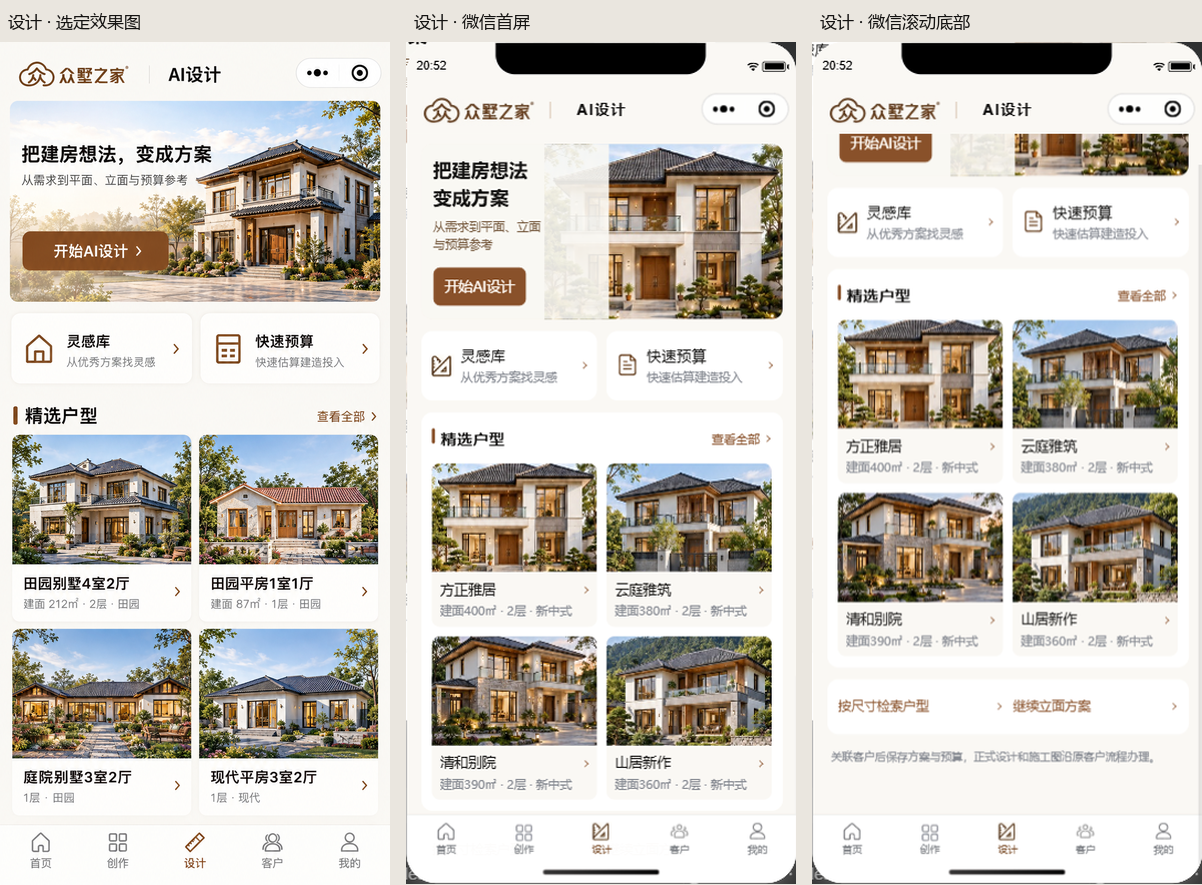 设计 · 选定效果图
众墅之家
AI设计
把建房想法，变成方案
从需求到平面、立面与预算参考
开始AI设计
灵感库
从优秀方案找灵感
快速预算
快速估算建造投入
精选户型
查看全部
田园别墅4室2厅
建面 212㎡ · 2层 · 田园
田园平房1室1厅
建面 87㎡ · 1层 · 田园
庭院别墅3室2厅
1层 · 田园
现代平房3室2厅
1层 · 现代
首页
创作
设计
客户
我的
设计 · 微信首屏
20:52
众墅之家
AI设计
把建房想法
变成方案
从需求到平面、立面
与预算参考
开始AI设计
灵感库
从优秀方案找灵感
快速预算
快速估算建造投入
精选户型
查看全部
方正雅居
建面400㎡ · 2层 · 新中式
云庭雅筑
建面380㎡ · 2层 · 新中式
清和别院
建面390㎡ · 2层 · 新中式
山居新作
建面360㎡ · 2层 · 新中式
首页
创作
设计
客户
我的
设计 · 微信滚动底部
20:52
众墅之家
AI设计
开始AI设计
灵感库
从优秀方案找灵感
快速预算
快速估算建造投入
精选户型
查看全部
方正雅居
建面400㎡ · 2层 · 新中式
云庭雅筑
建面380㎡ · 2层 · 新中式
清和别院
建面390㎡ · 2层 · 新中式
山居新作
建面360㎡ · 2层 · 新中式
按尺寸检索户型
继续立面方案
关联客户后保存方案与预算，正式设计和施工图沿原客户流程办理。
首页
创作
设计
客户
我的